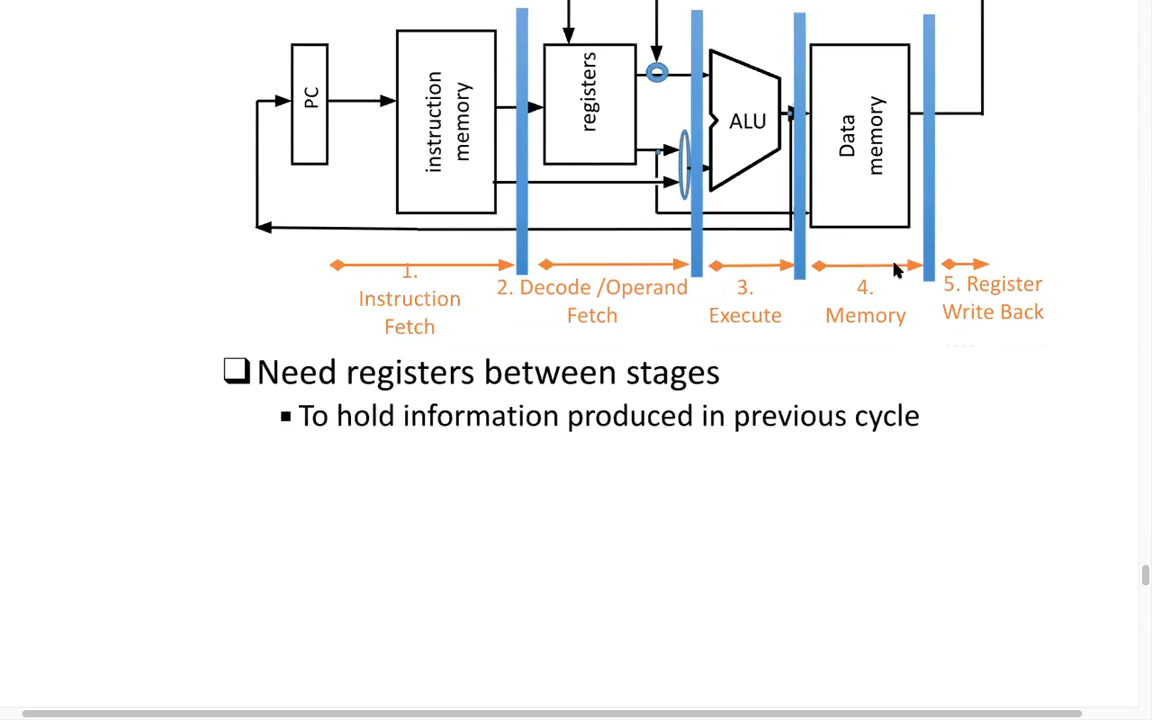 PC
instruction
memory
registers
ALU
Data
memory
1.
Instruction
Fetch
2. Decode /Operand
Fetch
3.
Execute
4.
Memory
5. Register
Write Back
Need registers between stages
To hold information produced in previous cycle